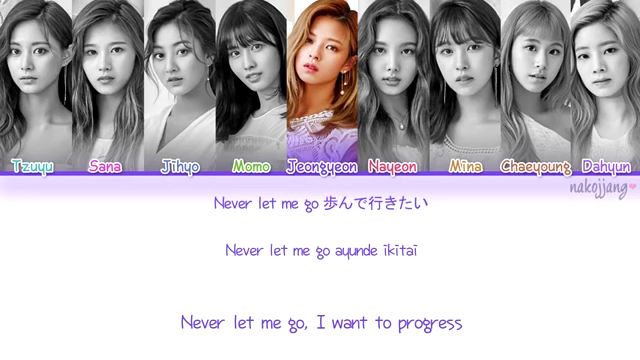 Tzuyu Sana Jihyo Momo Jeongyeon Nayeon Mina Chaeyoung Dahyun
nakojjang
Never let me go 歩んで行きたい
Never let me go ayunde ikitai
Never let me go, I want to progress